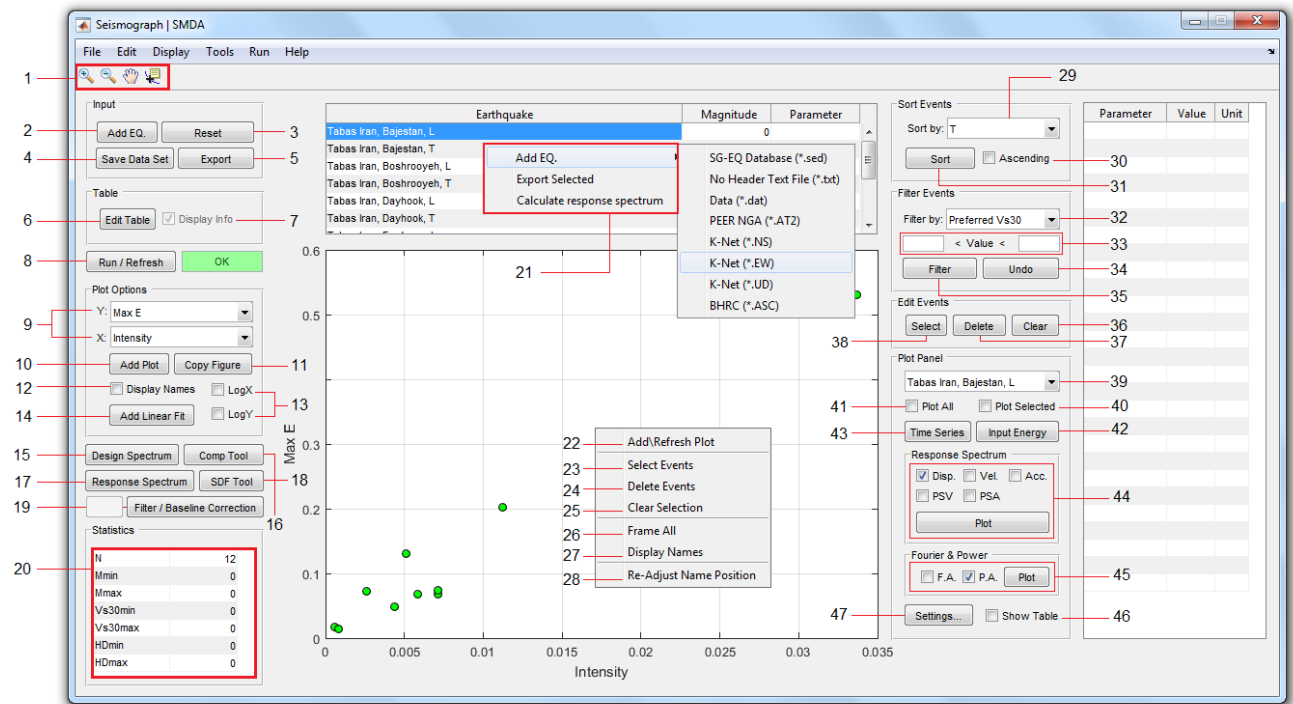 Seismograph | SMDA
File Edit Display Tools Run Help
1
Input
2 Add EQ. Reset 3
4 Save Data Set Export 5
Table
6 Edit Table Display Info 7
8 Run / Refresh OK
Plot Options
9
Y: Max E
X: Intensity
10 Add Plot Copy Figure 11
12 Display Names LogX
13
14 Add Linear Fit LogY
15 Design Spectrum Comp Tool
16
17 Response Spectrum SDF Tool 18
19 Filter / Baseline Correction
Statistics
20
N 12
Mmin 0
Mmax 0
Vs30min 0
Vs30max 0
HDmin 0
HDmax 0
Earthquake Magnitude Parameter
Tabas Iran, Bajestan, L 0
Tabas Iran, Bajestan, T
Tabas Iran, Boshrooyeh, L
Tabas Iran, Boshrooyeh, T
Tabas Iran, Dayhook, L
Tabas Iran, Dayhook, T
Add EQ.
Export Selected
Calculate response spectrum
21
SG-EQ Database (*.sed)
No Header Text File (*.txt)
Data (*.dat)
PEER NGA (*.AT2)
K-Net (*.NS)
K-Net (*.EW)
K-Net (*.UD)
BHRC (*.ASC)
0.6
0.5
0.3
0.2
0.1
0
Max E
0 0.005 0.01 0.015 0.02 0.025 0.03 0.035
Intensity
22 Add\Refresh Plot
23 Select Events
24 Delete Events
25 Clear Selection
26 Frame All
27 Display Names
28 Re-Adjust Name Position
29
Sort Events
Sort by: T
Sort Ascending 30
31
Filter Events
Filter by: Preferred Vs30 32
< Value < 33
Filter Undo 34
35
Edit Events
Select Delete Clear 36
38 37
Plot Panel
Tabas Iran, Bajestan, L 39
41 Plot All Plot Selected 40
43 Time Series Input Energy 42
Response Spectrum
Disp. Vel. Acc.
PSV PSA 44
Plot
Fourier & Power
F.A. P.A. Plot 45
47 Settings... Show Table 46
Parameter Value Unit